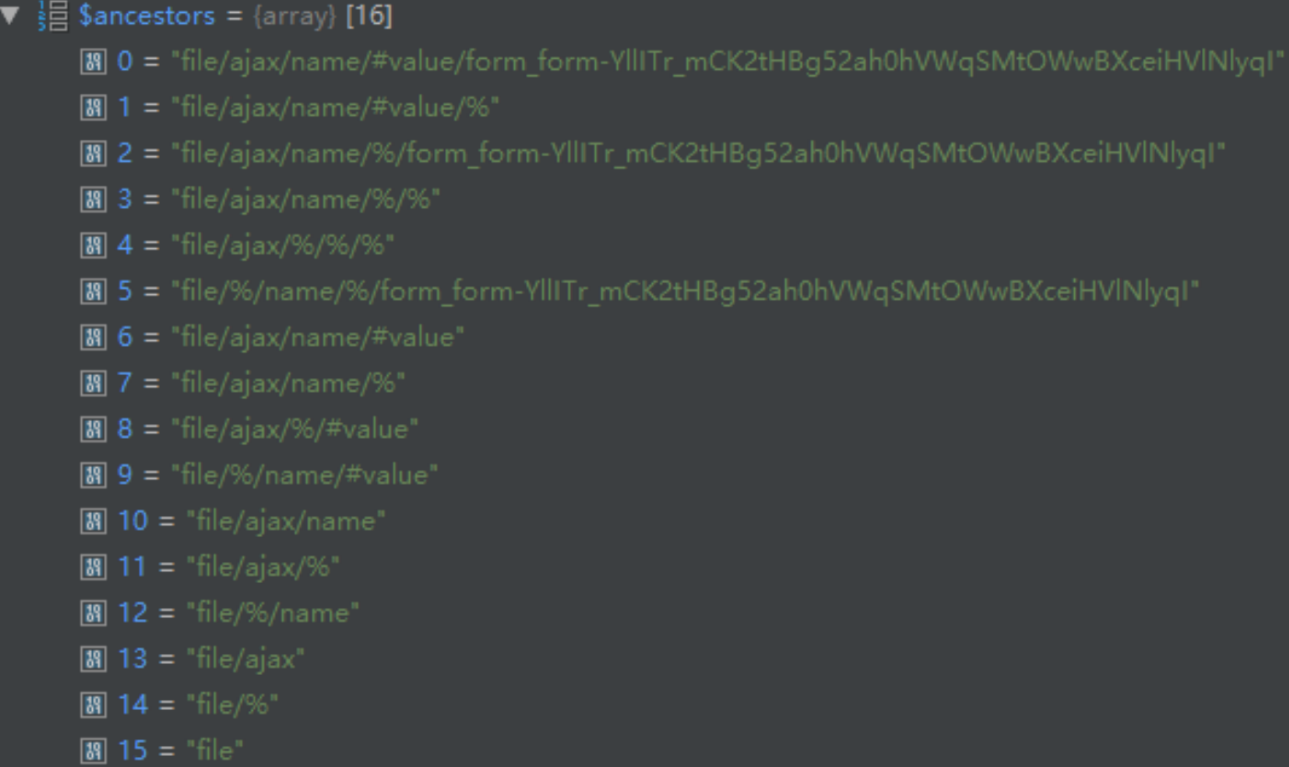 $ancestors = {array} [16]
0 = "file/ajax/name/#value/form_form-YllITr_mCK2tHBg52ah0hVWqSMtOWwBXceiHVlNlyqI"
1 = "file/ajax/name/#value/%"
2 = "file/ajax/name/%/form_form-YllITr_mCK2tHBg52ah0hVWqSMtOWwBXceiHVlNlyqI"
3 = "file/ajax/name/%/%"
4 = "file/ajax/%/%/%"
5 = "file/%/name/%/form_form-YllITr_mCK2tHBg52ah0hVWqSMtOWwBXceiHVlNlyqI"
6 = "file/ajax/name/#value"
7 = "file/ajax/name/%"
8 = "file/ajax/%/#value"
9 = "file/%/name/#value"
10 = "file/ajax/name"
11 = "file/ajax/%"
12 = "file/%/name"
13 = "file/ajax"
14 = "file/%"
15 = "file"